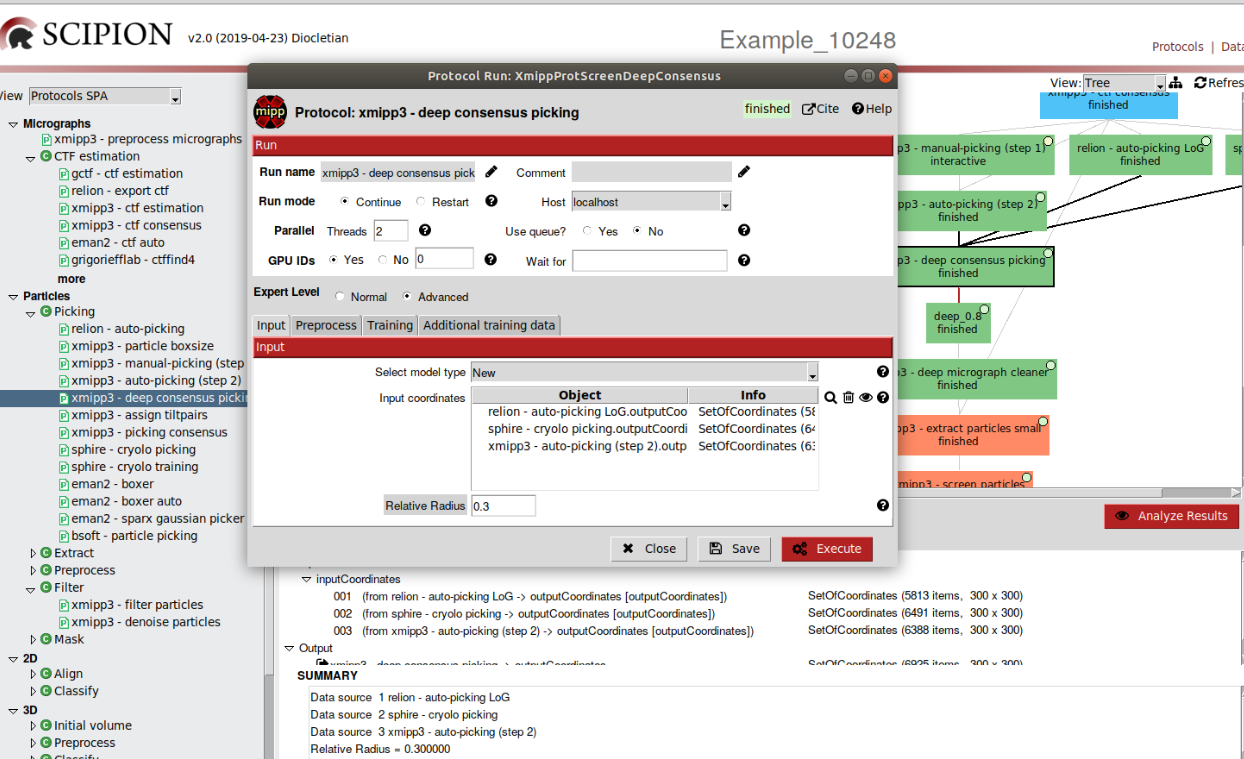 SCIPION v2.0 (2019-04-23) Diocletian
Example_10248
Protocols | Data
View Protocols SPA
View: Tree Refres
Micrographs
xmipp3 - preprocess micrographs
CTF estimation
gctf - ctf estimation
relion - export ctf
xmipp3 - ctf estimation
xmipp3 - ctf consensus
eman2 - ctf auto
grigoriefflab - ctffind4
more
Particles
Picking
relion - auto-picking
xmipp3 - particle boxsize
xmipp3 - manual-picking (step
xmipp3 - auto-picking (step 2)
xmipp3 - deep consensus picki
xmipp3 - assign tiltpairs
xmipp3 - picking consensus
sphire - cryolo picking
sphire - cryolo training
eman2 - boxer
eman2 - boxer auto
eman2 - sparx gaussian picker
bsoft - particle picking
Extract
Preprocess
Filter
xmipp3 - filter particles
xmipp3 - denoise particles
Mask
2D
Align
Classify
3D
Initial volume
Preprocess
Classify
Protocol Run: XmippProtScreenDeepConsensus
mipp
Protocol: xmipp3 - deep consensus picking
finished Cite Help
Run
Run name xmipp3 - deep consensus pick Comment
Run mode Continue Restart Host localhost
Parallel Threads 2 Use queue? Yes No
GPU IDs Yes No 0 Wait for
Expert Level Normal Advanced
Input Preprocess Training Additional training data
Input
Select model type New
Input coordinates Object Info
relion - auto-picking LoG.outputCoo SetOfCoordinates (58
sphire - cryolo picking.outputCoordi SetOfCoordinates (64
xmipp3 - auto-picking (step 2).outp SetOfCoordinates (63
Relative Radius 0.3
Close Save Execute
xmipp3 - ctf consensus
finished
p3 - manual-picking (step 1)
interactive
relion - auto-picking LoG
finished
sp
pp3 - auto-picking (step 2)
finished
p3 - deep consensus picking
finished
deep_0.8
finished
p3 - deep micrograph cleaner
finished
pp3 - extract particles small
finished
mipp3 - screen particles
Analyze Results
inputCoordinates
001 (from relion - auto-picking LoG -> outputCoordinates [outputCoordinates]) SetOfCoordinates (5813 items, 300 x 300)
002 (from sphire - cryolo picking -> outputCoordinates [outputCoordinates]) SetOfCoordinates (6491 items, 300 x 300)
003 (from xmipp3 - auto-picking (step 2) -> outputCoordinates [outputCoordinates]) SetOfCoordinates (6388 items, 300 x 300)
Output
xmipp3 - deep consensus picking -> outputCoordinates SetOfCoordinates (6925 items, 300 x 300)
SUMMARY
Data source 1 relion - auto-picking LoG
Data source 2 sphire - cryolo picking
Data source 3 xmipp3 - auto-picking (step 2)
Relative Radius = 0.300000